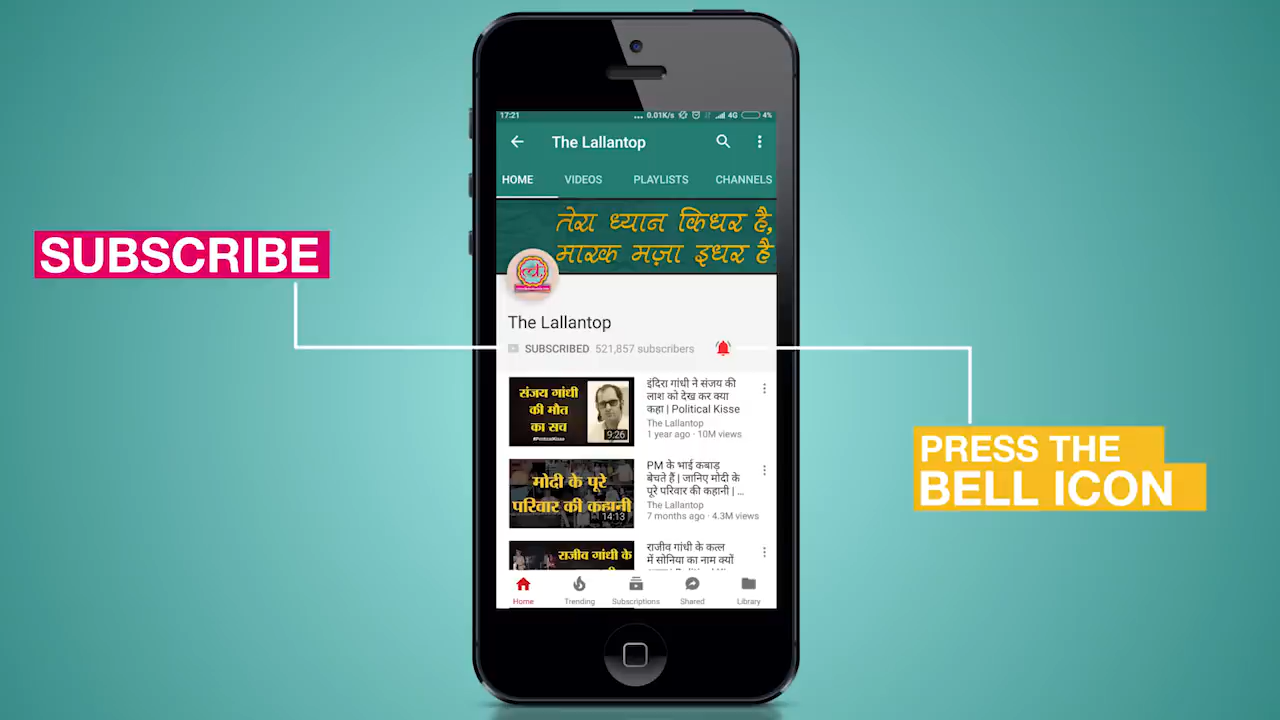 SUBSCRIBE
PRESS THE
BELL ICON
17:21
... 0.01K/s 4G 4%
The Lallantop
HOME VIDEOS PLAYLISTS CHANNELS
तेरा ध्यान किधर है,
मारक मज़ा इधर है
The Lallantop
SUBSCRIBED 521,857 subscribers
संजय गांधी
की मौत
का सच
#PoliticalKisse
9:26
इंदिरा गांधी ने संजय की
लाश को देख कर क्या
कहा | Political Kisse
The Lallantop
1 year ago · 10M views
मोदी के पूरे
परिवार की कहानी
14:13
PM के भाई कबाड़
बेचते हैं | जानिए मोदी के
पूरे परिवार की कहानी | ...
The Lallantop
7 months ago · 4.3M views
राजीव गांधी के
राजीव गांधी के कत्ल
में सोनिया का नाम क्यों
Home Trending Subscriptions Shared Library